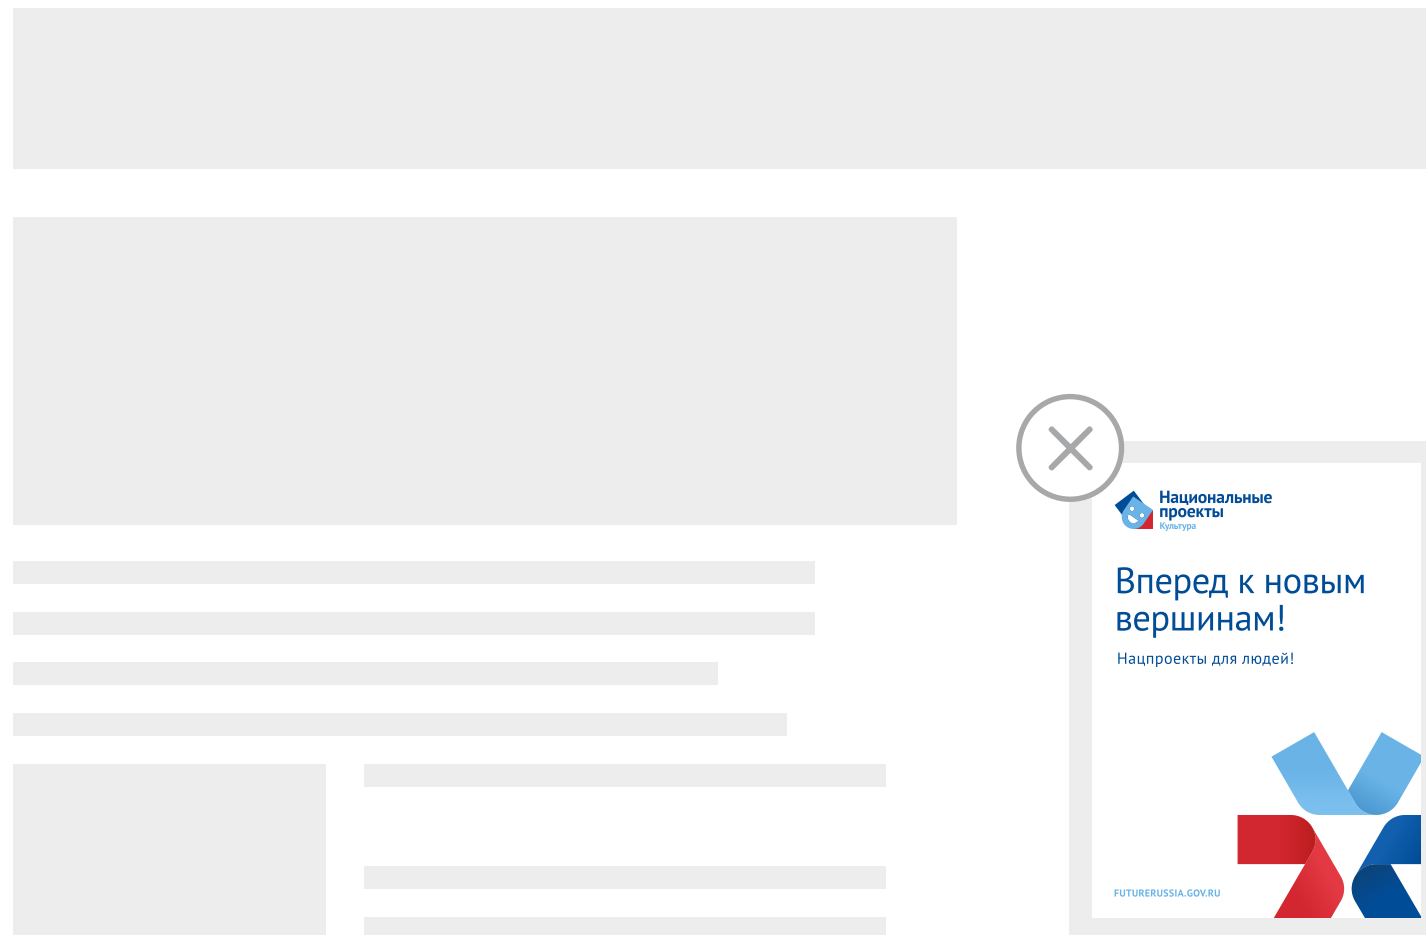 Национальные
проекты
Культура
Вперед к новым
вершинам!
Нацпроекты для людей!
FUTURERUSSIA.GOV.RU